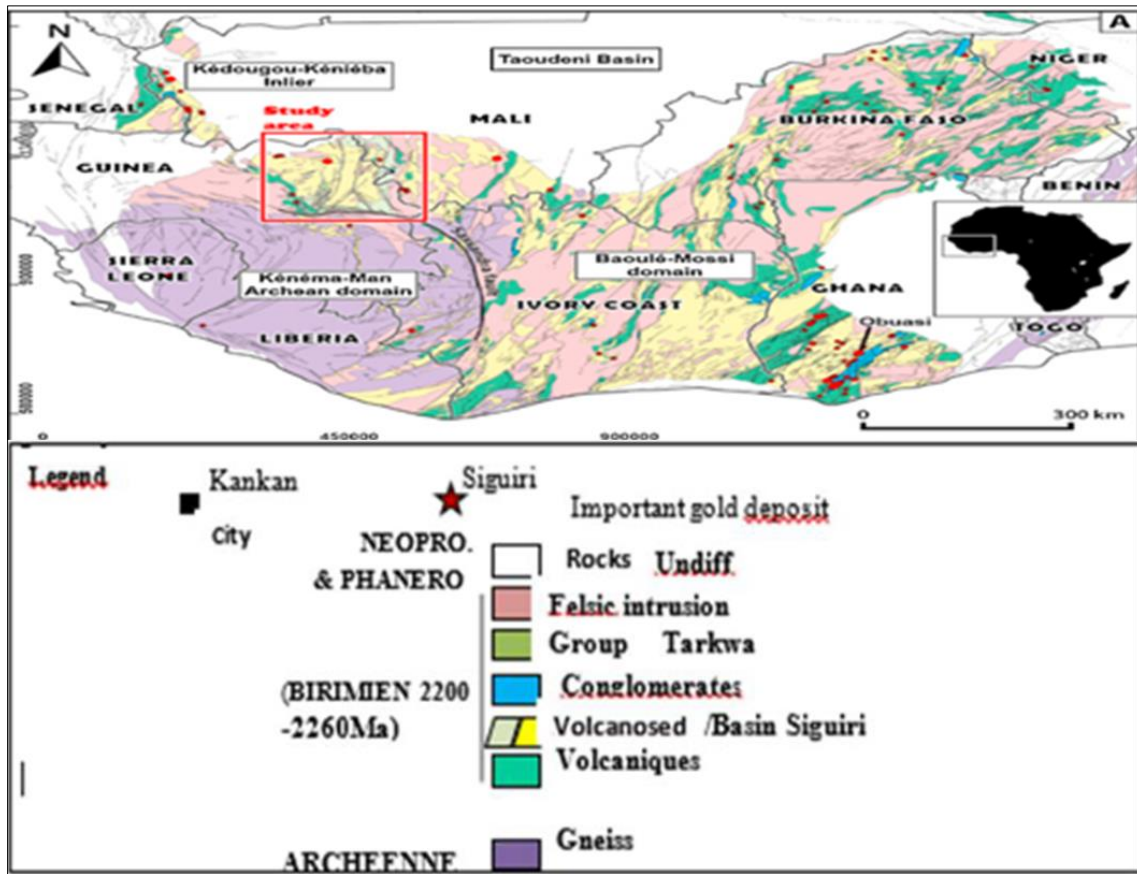 N
A
Kédougou-Kéniéba
Inlier
Taoudeni Basin
NIGER
SENEGAL
Study
area
MALI
BURKINA FASO
GUINEA
BENIN
SIERRA
LEONE
Kénéma-Man
Archean domain
Sassandra fault
Baoulé-Mossi
domain
IVORY COAST
GHANA
LIBERIA
Obuasi
TOGO
0 300 km
0 450000 900000
Legend
Kankan
City
Siguiri
Important gold deposit
NEOPRO.
& PHANERO
Rocks Undiff
Felsic intrusion
Group Tarkwa
(BIRIMIEN 2200
-2260Ma)
Conglomerates
Volcanosed /Basin Siguiri
Volcaniques
Gneiss
ARCHEENNE